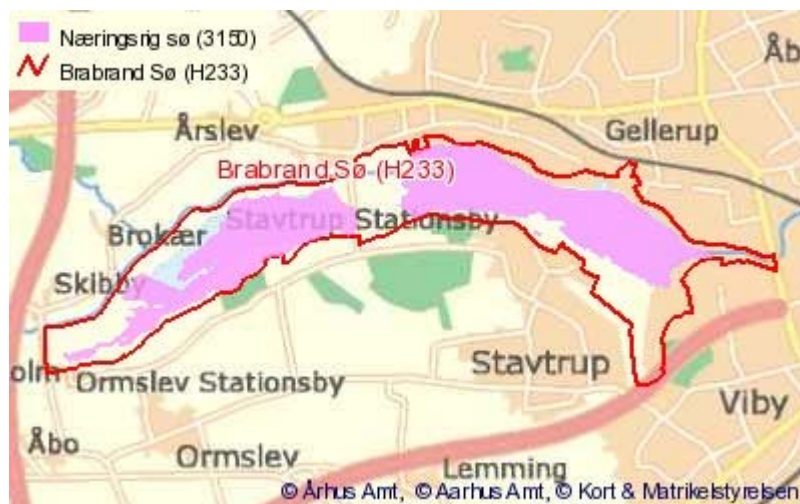 Næringsrig sø (3150)
Brabrand Sø (H233)
Åb
Årslev
Gellerup
Brabrand Sø (H233)
Stavtrup Stationsby
Brokær
Skibby
Stavtrup
olm
Ormslev Stationsby
Viby
Åbo
Ormslev
Lemming
© Århus Amt, © Aarhus Amt, © Kort & Matrikelstyrelsen